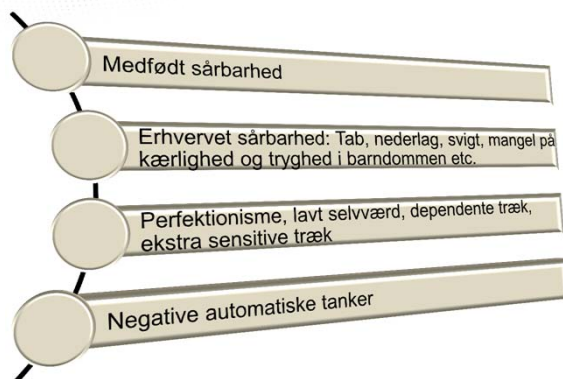 Medfødt sårbarhed
Erhvervet sårbarhed: Tab, nederlag, svigt, mangel på
kærlighed og tryghed i barndommen etc.
Perfektionisme, lavt selvværd, dependente træk,
ekstra sensitive træk
Negative automatiske tanker